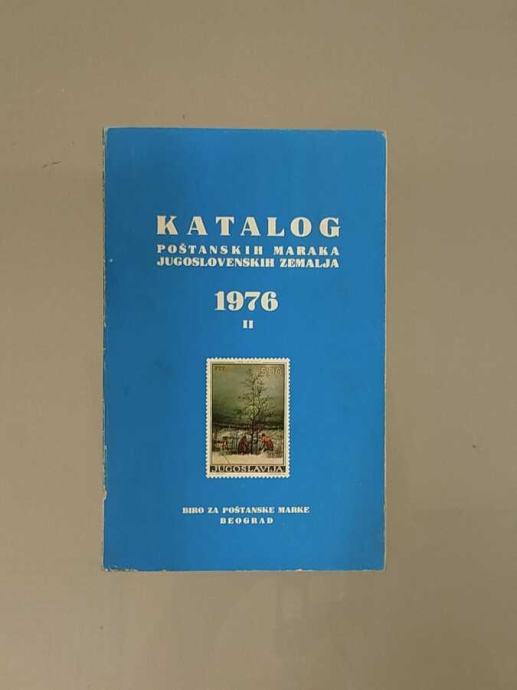 KATALOG
POŠTANSKIH MARAKA
JUGOSLOVENSKIH ZEMALJA
1976
II
JUGOSLAVIJA
BIRO ZA POŠTANSKE MARKE
BEOGRAD